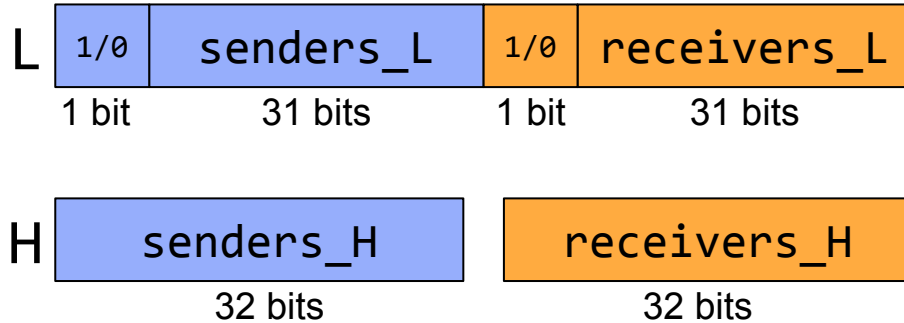 L 1/0 senders_L 1/0 receivers_L
1 bit 31 bits 1 bit 31 bits
H senders_H receivers_H
32 bits 32 bits